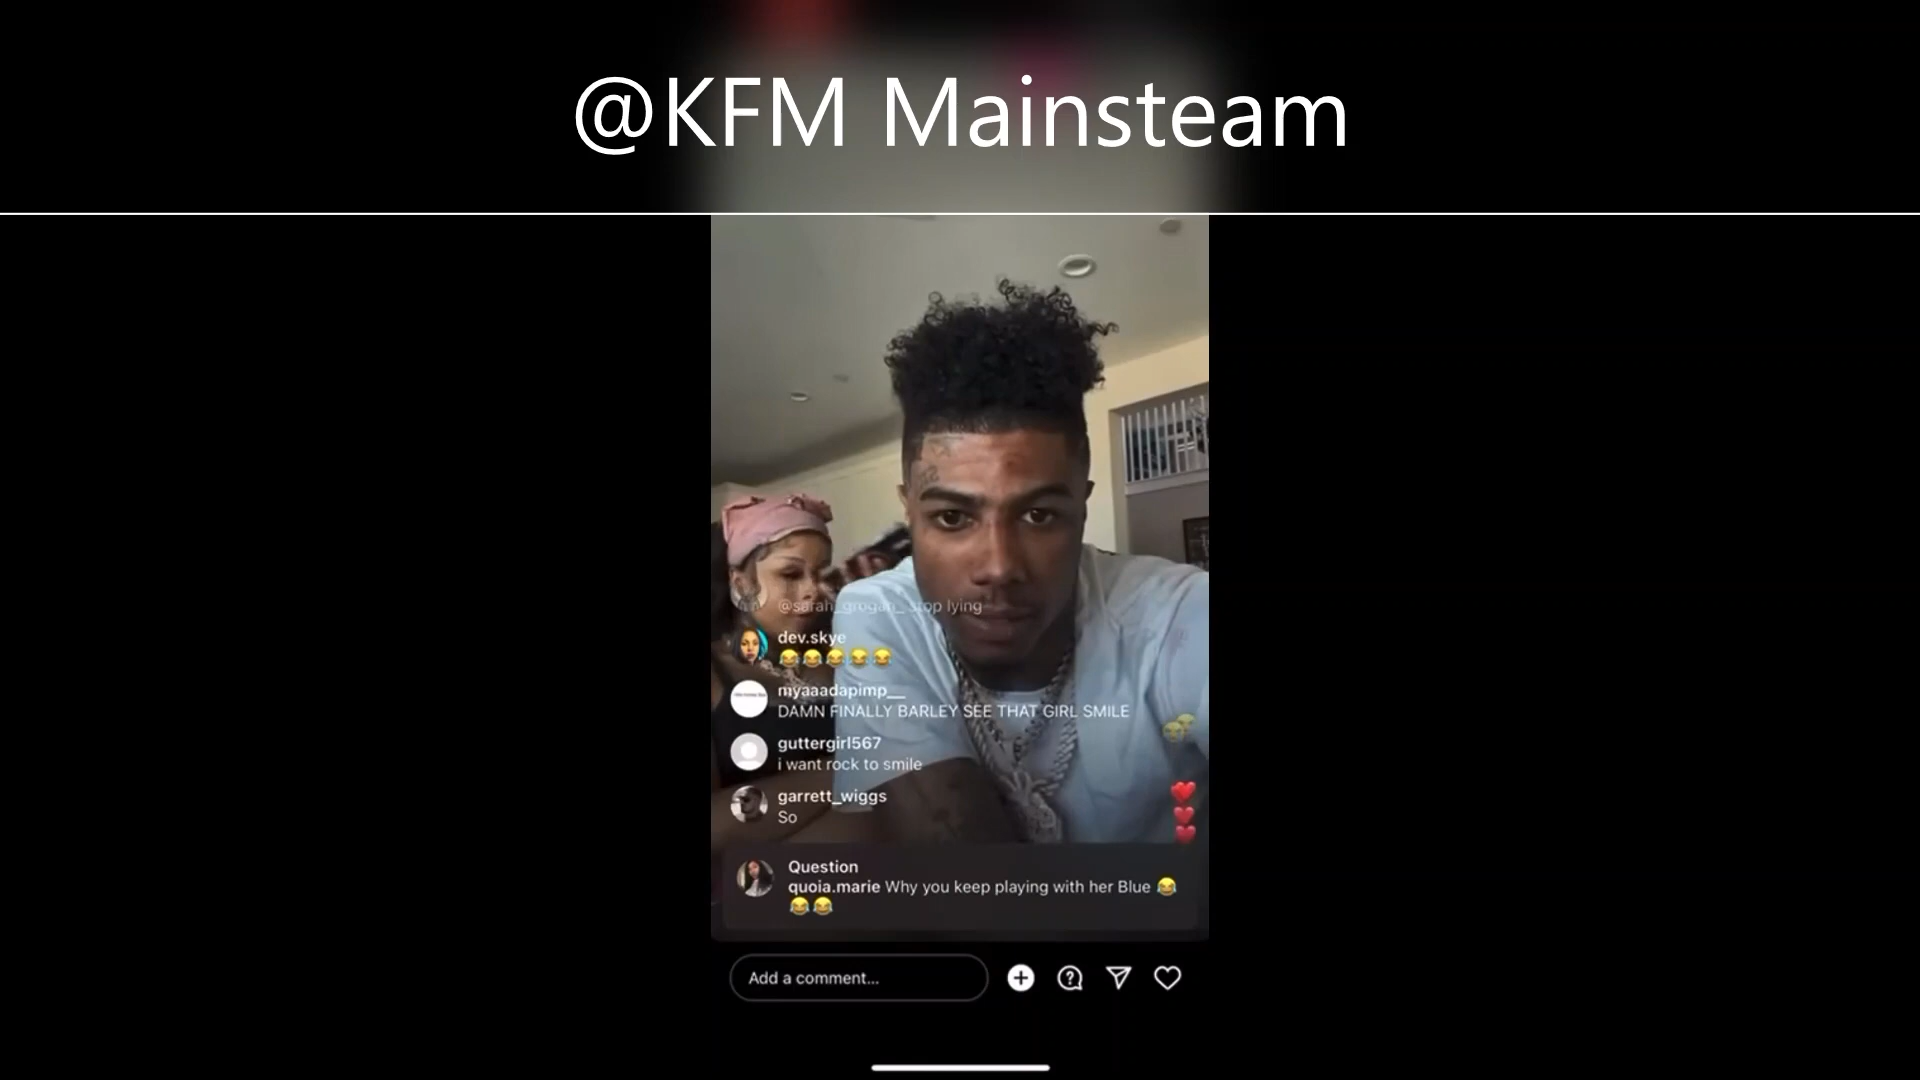 @KFM Mainsteam
@sarah_grogan_ stop lying
dev.skye
😂😂😂😂😂
myaaadapimp__
DAMN FINALLY BARLEY SEE THAT GIRL SMILE
guttergirl567
i want rock to smile
garrett_wiggs
So
Question
quoia.marie Why you keep playing with her Blue 😂
😂😂
Add a comment...